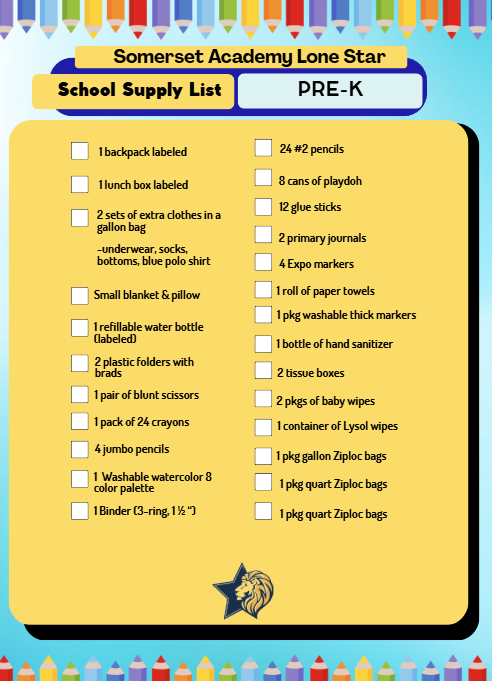 Somerset Academy Lone Star
School Supply List
PRE-K
1 backpack labeled
1 lunch box labeled
2 sets of extra clothes in a
gallon bag
-underwear, socks,
bottoms, blue polo shirt
Small blanket & pillow
1 refillable water bottle
(labeled)
2 plastic folders with
brads
1 pair of blunt scissors
1 pack of 24 crayons
4 jumbo pencils
1 Washable watercolor 8
color palette
1 Binder (3-ring, 1 ½ “)
24 #2 pencils
8 cans of playdoh
12 glue sticks
2 primary journals
4 Expo markers
1 roll of paper towels
1 pkg washable thick markers
1 bottle of hand sanitizer
2 tissue boxes
2 pkgs of baby wipes
1 container of Lysol wipes
1 pkg gallon Ziploc bags
1 pkg quart Ziploc bags
1 pkg quart Ziploc bags